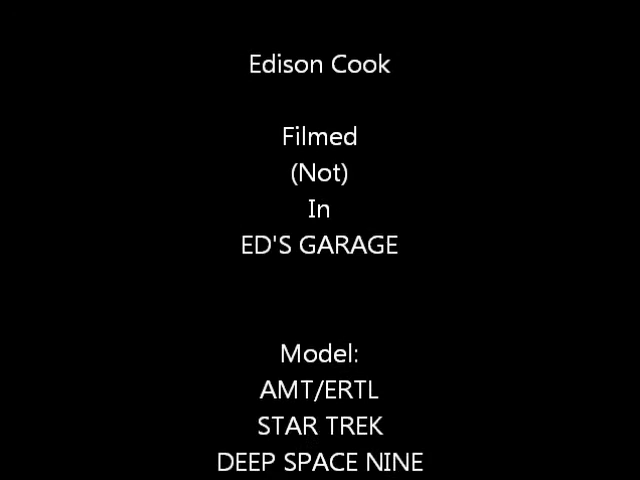 Edison Cook
Filmed
(Not)
In
ED'S GARAGE
Model:
AMT/ERTL
STAR TREK
DEEP SPACE NINE